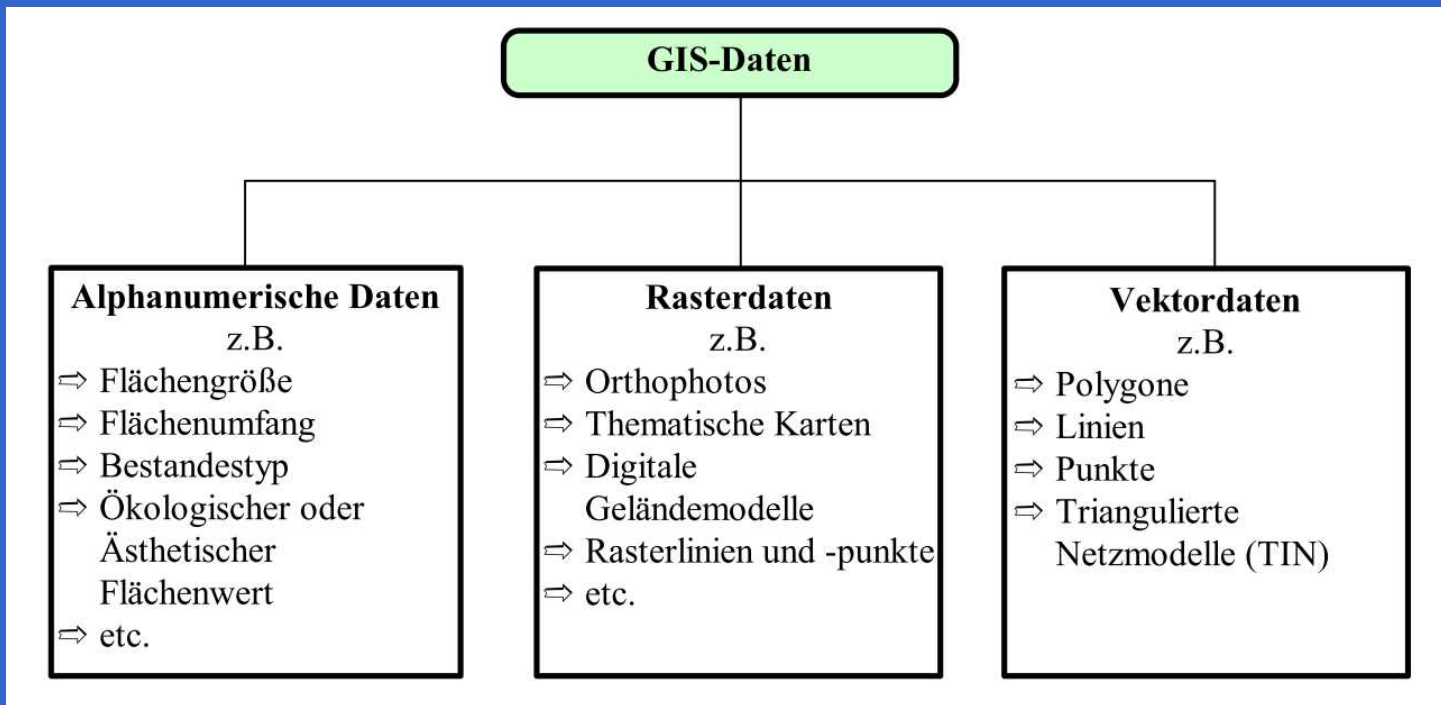 GIS-Daten
Alphanumerische Daten
z.B.
⇨ Flächengröße
⇨ Flächenumfang
⇨ Bestandestyp
⇨ Ökologischer oder
Ästhetischer
Flächenwert
⇨ etc.
Rasterdaten
z.B.
⇨ Orthophotos
⇨ Thematische Karten
⇨ Digitale
Geländemodelle
⇨ Rasterlinien und -punkte
⇨ etc.
Vektordaten
z.B.
⇨ Polygone
⇨ Linien
⇨ Punkte
⇨ Triangulierte
Netzmodelle (TIN)